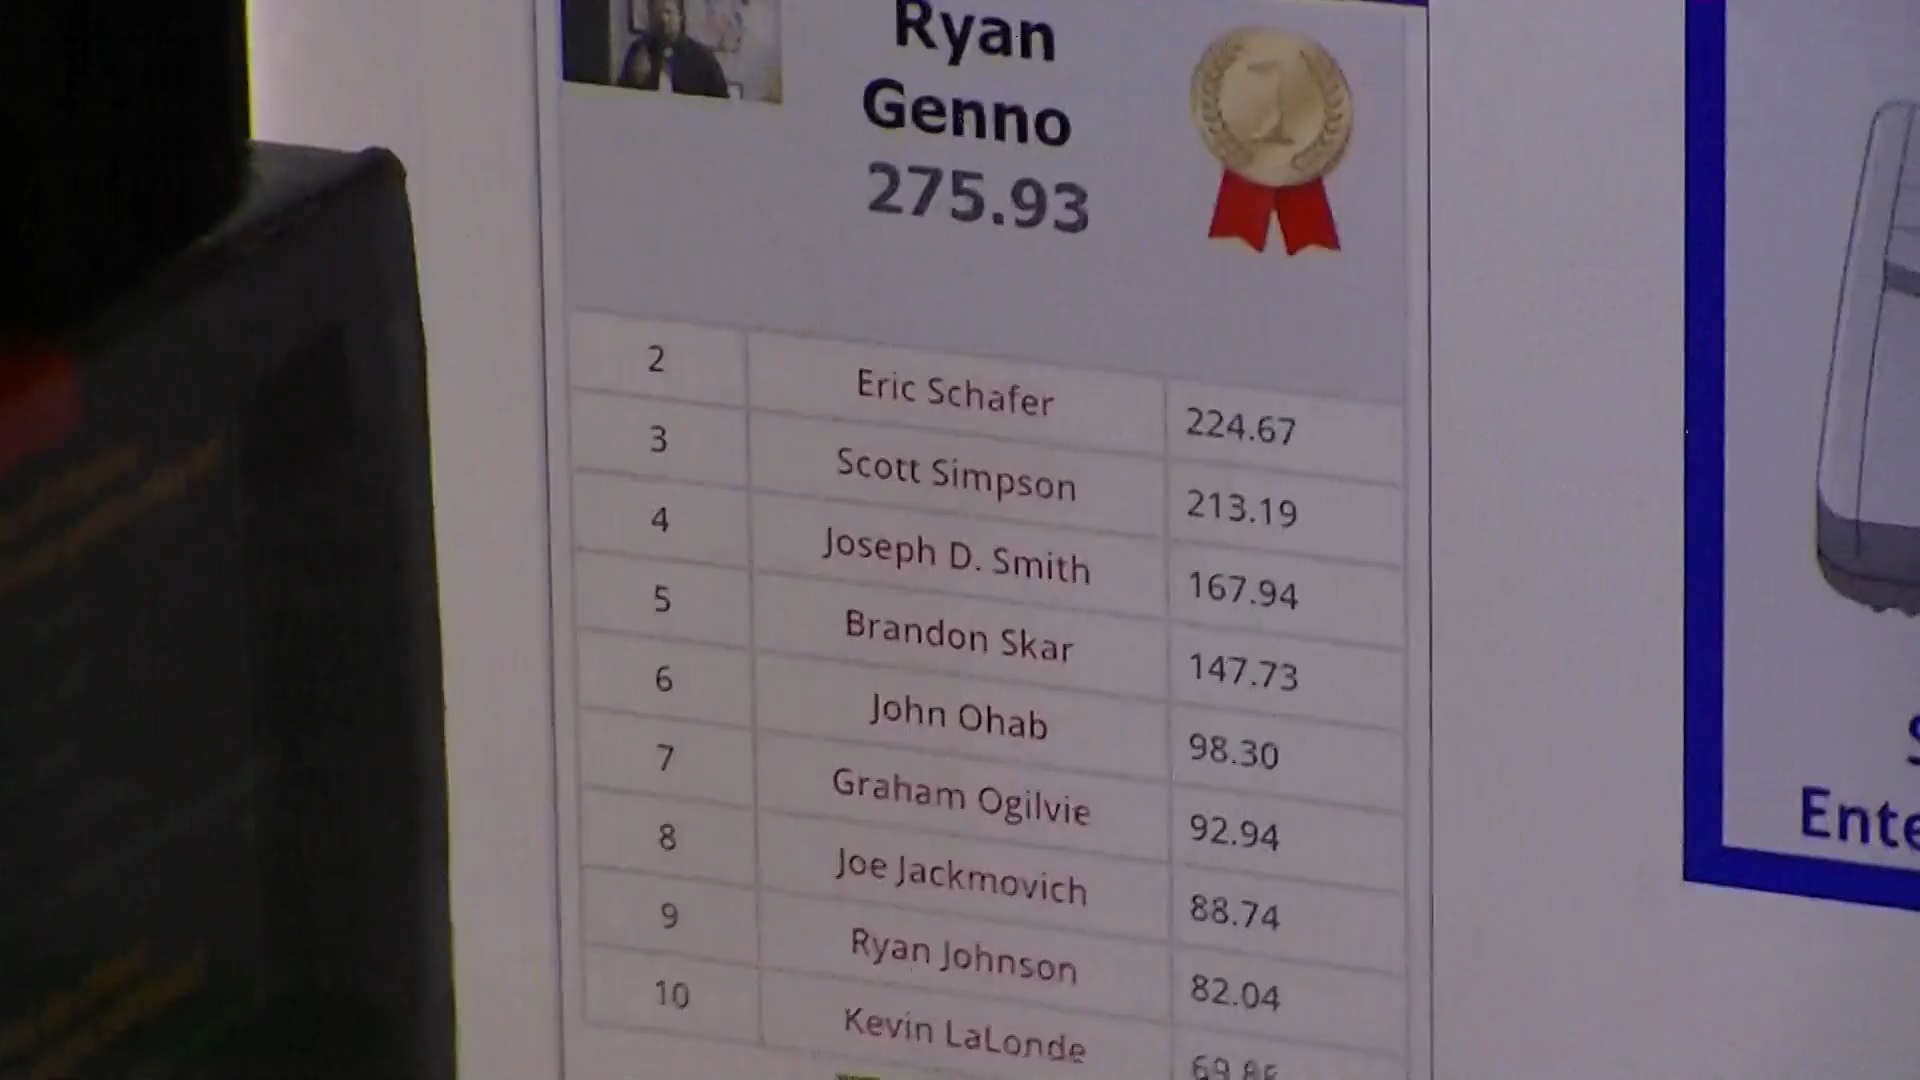 Ryan
Genno
275.93
1
2 Eric Schafer 224.67
3 Scott Simpson 213.19
4 Joseph D. Smith 167.94
5 Brandon Skar 147.73
6 John Ohab 98.30
7 Graham Ogilvie 92.94
8 Joe Jackmovich 88.74
9 Ryan Johnson 82.04
10 Kevin LaLonde
Ente